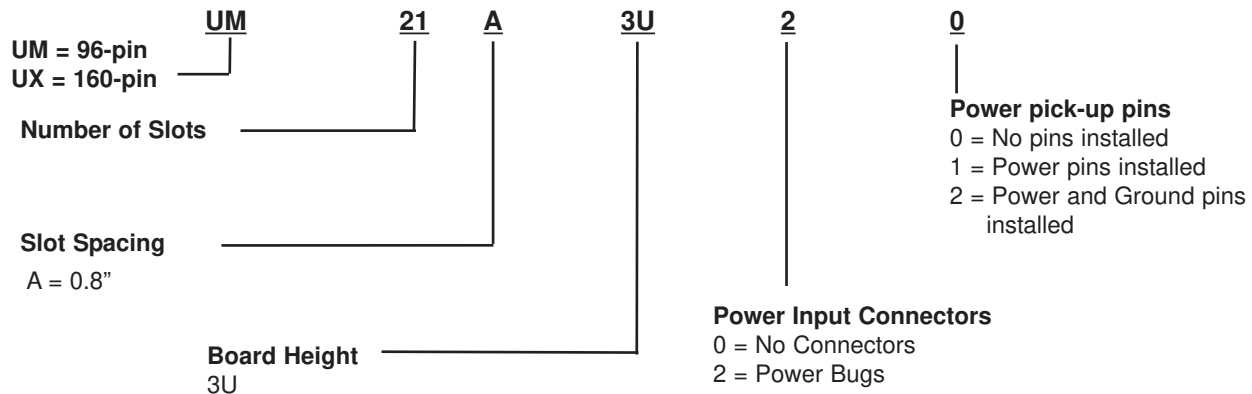 UM 21 A 3U 2 0
UM = 96-pin
UX = 160-pin
Number of Slots
Slot Spacing
A = 0.8”
Board Height
3U
Power Input Connectors
0 = No Connectors
2 = Power Bugs
Power pick-up pins
0 = No pins installed
1 = Power pins installed
2 = Power and Ground pins
installed